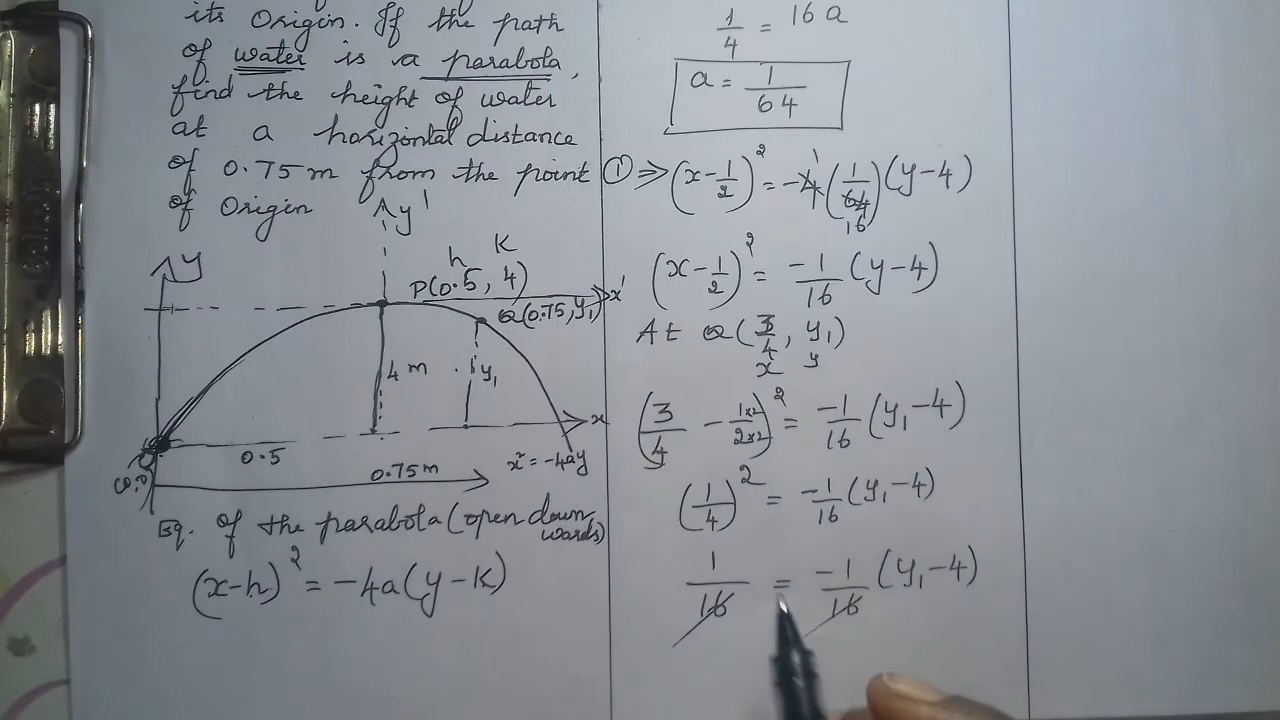 its Origin. If the path
of water is a parabola,
find the height of water
at a horizontal distance
of 0.75 m from the point
of Origin
y'
y
h K
P(0.5, 4)
x'
Q(0.75, y₁)
4 m
y₁
x
0.5
x² = -4ay
0.75 m
Eq. of the parabola (open down
wards)
(x-h)² = -4a(y-K)
1/4 = 16a
a = 1/64
① ⇒ (x - 1/2)² = -4 (1/64) (y-4)
1
16
(x - 1/2)² = -1/16 (y-4)
At Q(3/4, y₁)
x y
(3/4 - 1×2/2×2)² = -1/16 (y₁-4)
(1/4)² = -1/16 (y₁-4)
1/16 = -1/16 (y₁-4)